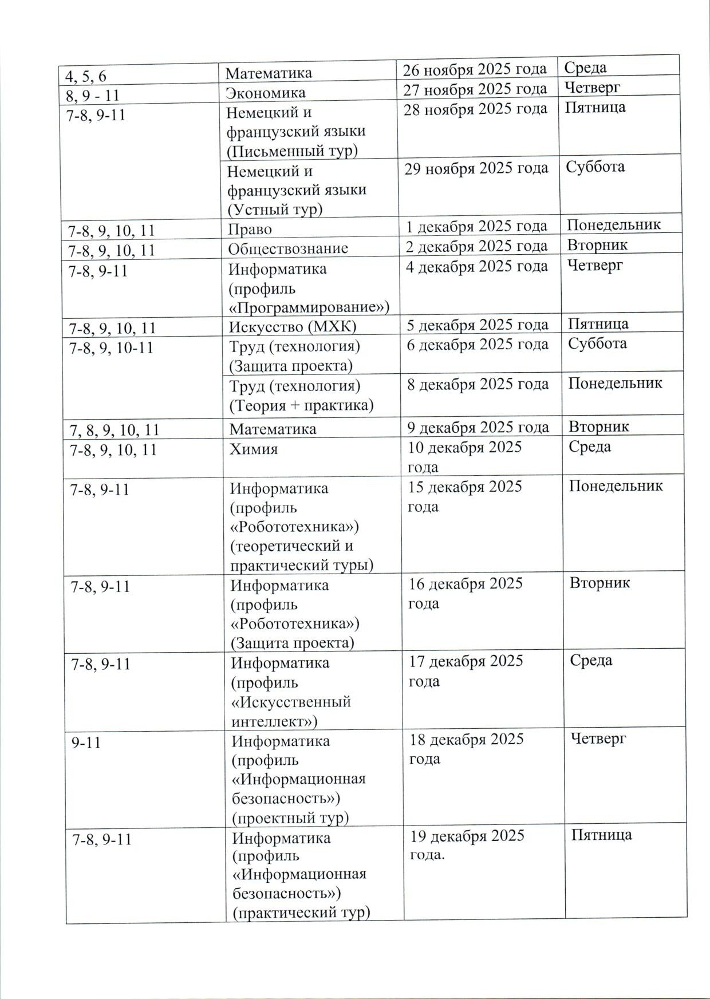 4, 5, 6 Математика 26 ноября 2025 года Среда
8, 9 - 11 Экономика 27 ноября 2025 года Четверг
7-8, 9-11 Немецкий и 28 ноября 2025 года Пятница
французский языки
(Письменный тур)
Немецкий и 29 ноября 2025 года Суббота
французский языки
(Устный тур)
7-8, 9, 10, 11 Право 1 декабря 2025 года Понедельник
7-8, 9, 10, 11 Обществознание 2 декабря 2025 года Вторник
7-8, 9-11 Информатика 4 декабря 2025 года Четверг
(профиль
«Программирование»)
7-8, 9, 10, 11 Искусство (МХК) 5 декабря 2025 года Пятница
7-8, 9, 10-11 Труд (технология) 6 декабря 2025 года Суббота
(Защита проекта)
Труд (технология) 8 декабря 2025 года Понедельник
(Теория + практика)
7, 8, 9, 10, 11 Математика 9 декабря 2025 года Вторник
7-8, 9, 10, 11 Химия 10 декабря 2025 Среда
года
7-8, 9-11 Информатика 15 декабря 2025 Понедельник
(профиль года
«Робототехника»)
(теоретический и
практический туры)
7-8, 9-11 Информатика 16 декабря 2025 Вторник
(профиль года
«Робототехника»)
(Защита проекта)
7-8, 9-11 Информатика 17 декабря 2025 Среда
(профиль года
«Искусственный
интеллект»)
9-11 Информатика 18 декабря 2025 Четверг
(профиль года
«Информационная
безопасность»)
(проектный тур)
7-8, 9-11 Информатика 19 декабря 2025 Пятница
(профиль года.
«Информационная
безопасность»)
(практический тур)